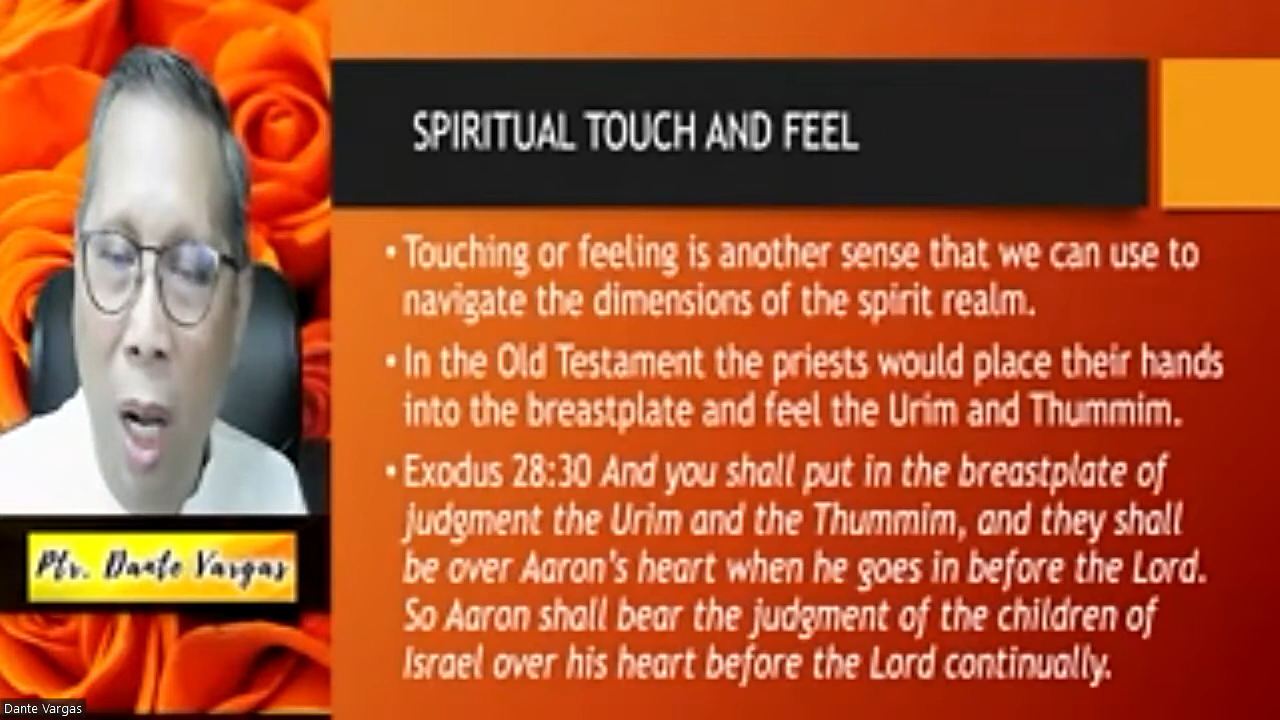 SPIRITUAL TOUCH AND FEEL
• Touching or feeling is another sense that we can use to
navigate the dimensions of the spirit realm.
• In the Old Testament the priests would place their hands
into the breastplate and feel the Urim and Thummim.
• Exodus 28:30 And you shall put in the breastplate of
judgment the Urim and the Thummim, and they shall
be over Aaron's heart when he goes in before the Lord.
So Aaron shall bear the judgment of the children of
Israel over his heart before the Lord continually.
Ptr. Dante Vargas
Dante Vargas